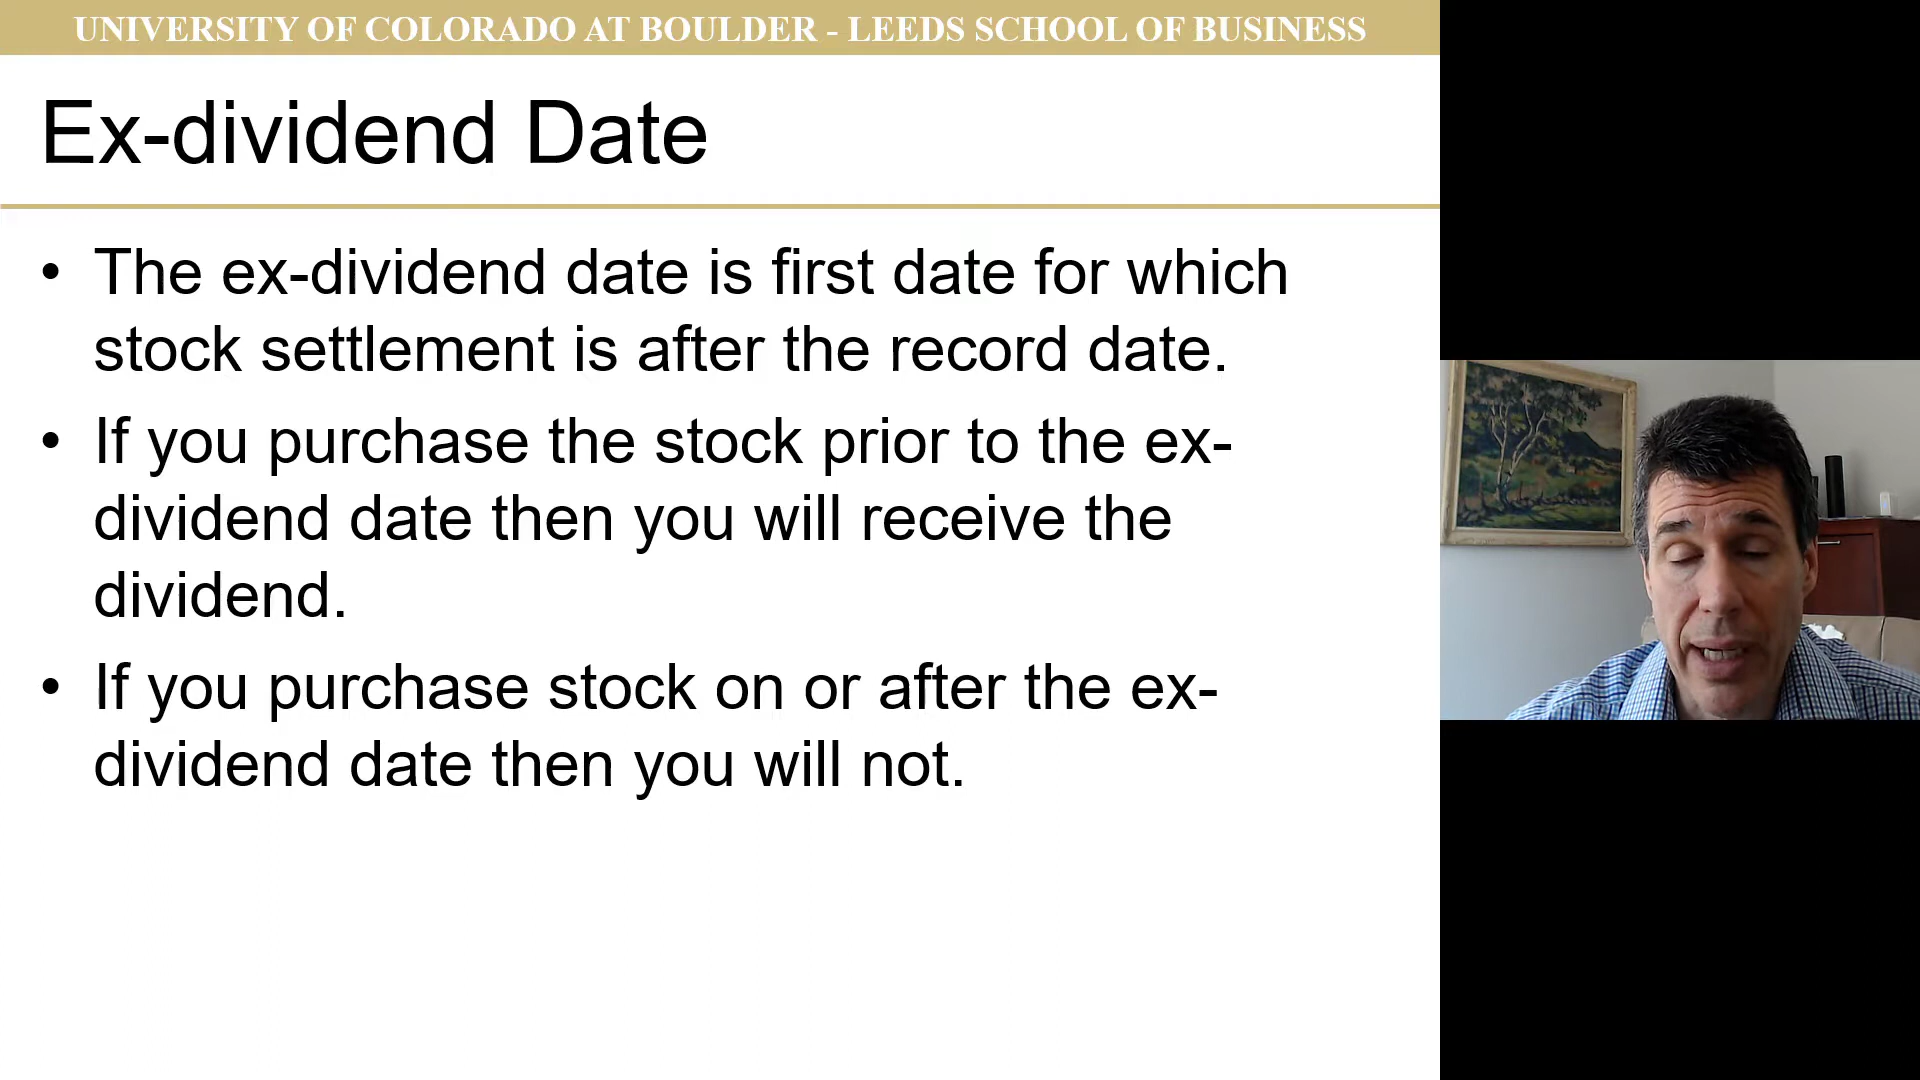 UNIVERSITY OF COLORADO AT BOULDER - LEEDS SCHOOL OF BUSINESS
Ex-dividend Date
• The ex-dividend date is first date for which
stock settlement is after the record date.
• If you purchase the stock prior to the ex-
dividend date then you will receive the
dividend.
• If you purchase stock on or after the ex-
dividend date then you will not.